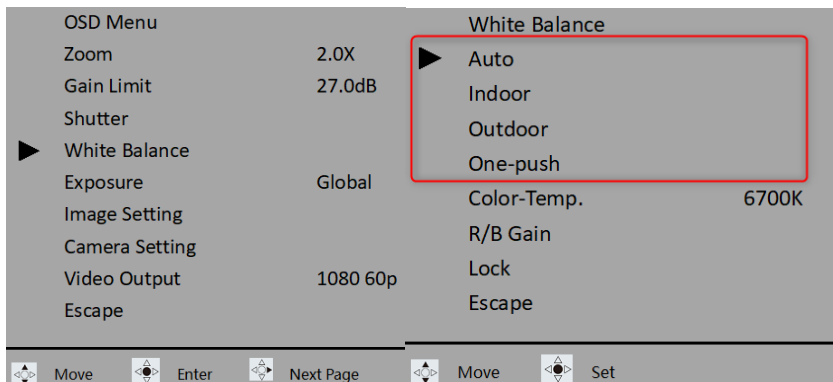 OSD Menu
Zoom 2.0X
Gain Limit 27.0dB
Shutter
White Balance
Exposure Global
Image Setting
Camera Setting
Video Output 1080 60p
Escape
Move Enter Next Page
White Balance
Auto
Indoor
Outdoor
One-push
Color-Temp. 6700K
R/B Gain
Lock
Escape
Move Set